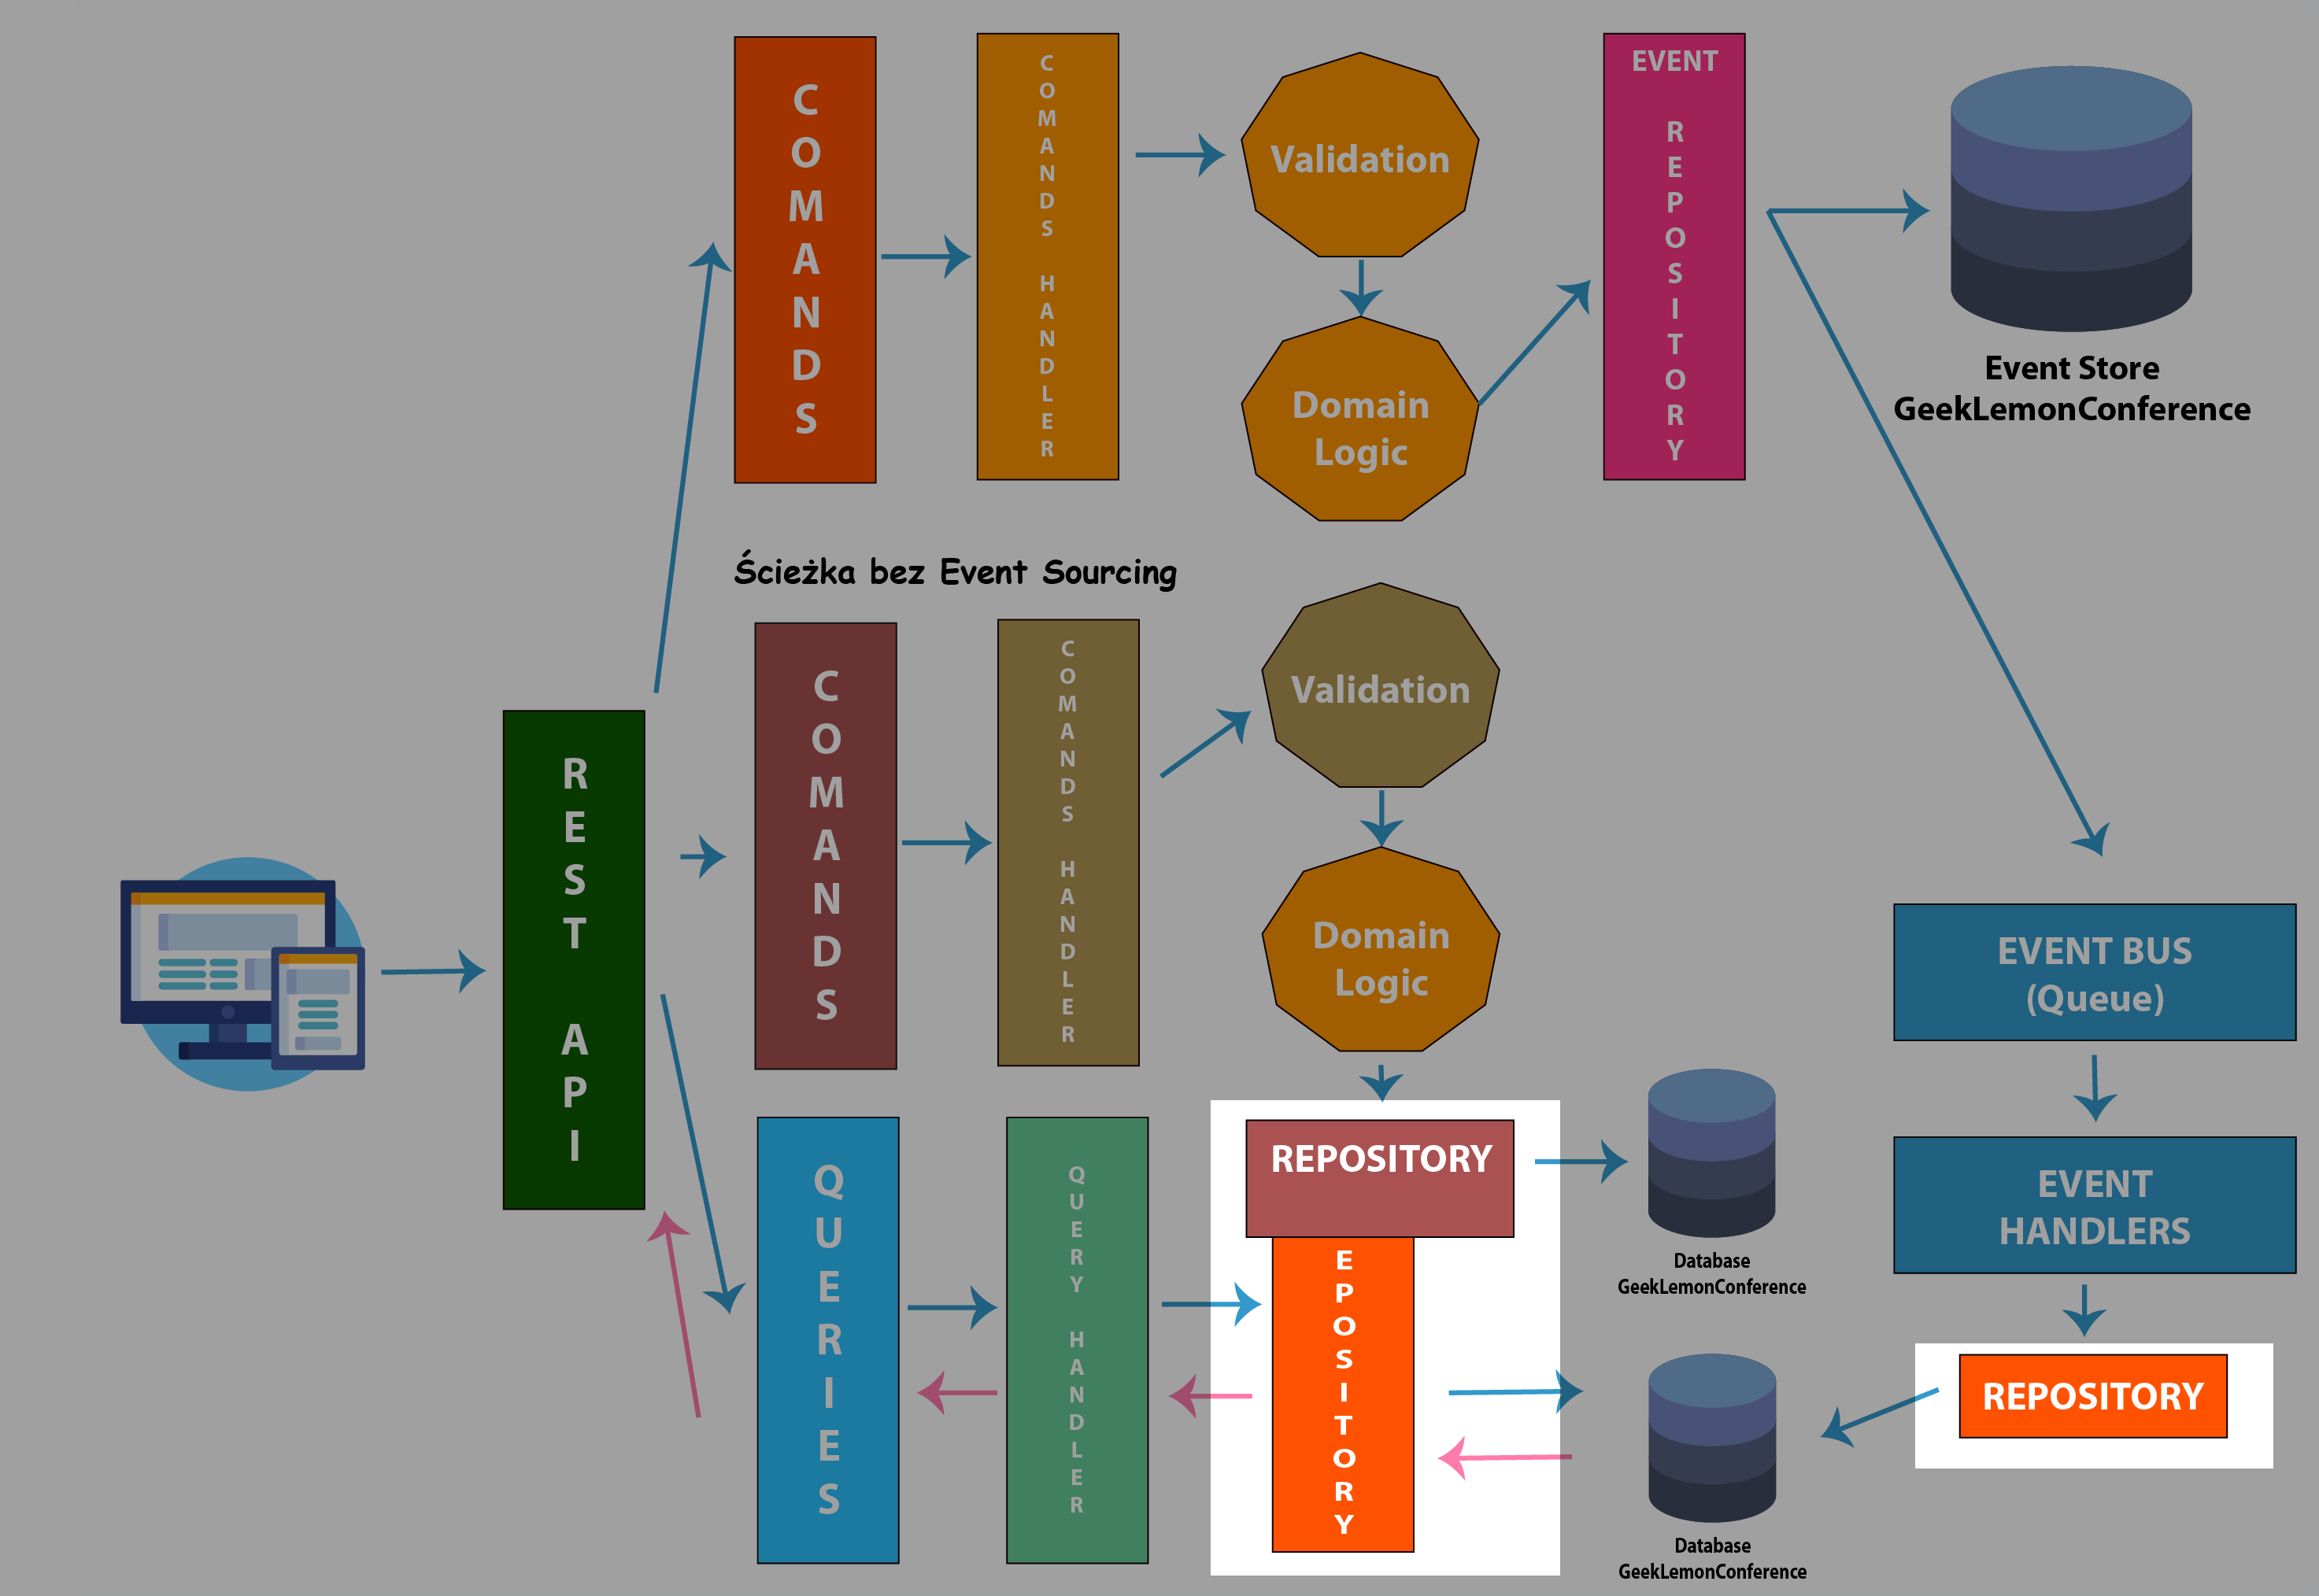 COMANDS
COMANDS HANDLER
Validation
Domain
Logic
EVENT REPOSITORY
Event Store
GeekLemonConference
Ścieżka bez Event Sourcing
REST API
COMANDS
COMANDS HANDLER
Validation
Domain
Logic
EVENT BUS
(Queue)
EVENT
HANDLERS
REPOSITORY
REPOSITORY
Database
GeekLemonConference
QUERIES
QUERY HANDLER
EPOSITORY
Database
GeekLemonConference